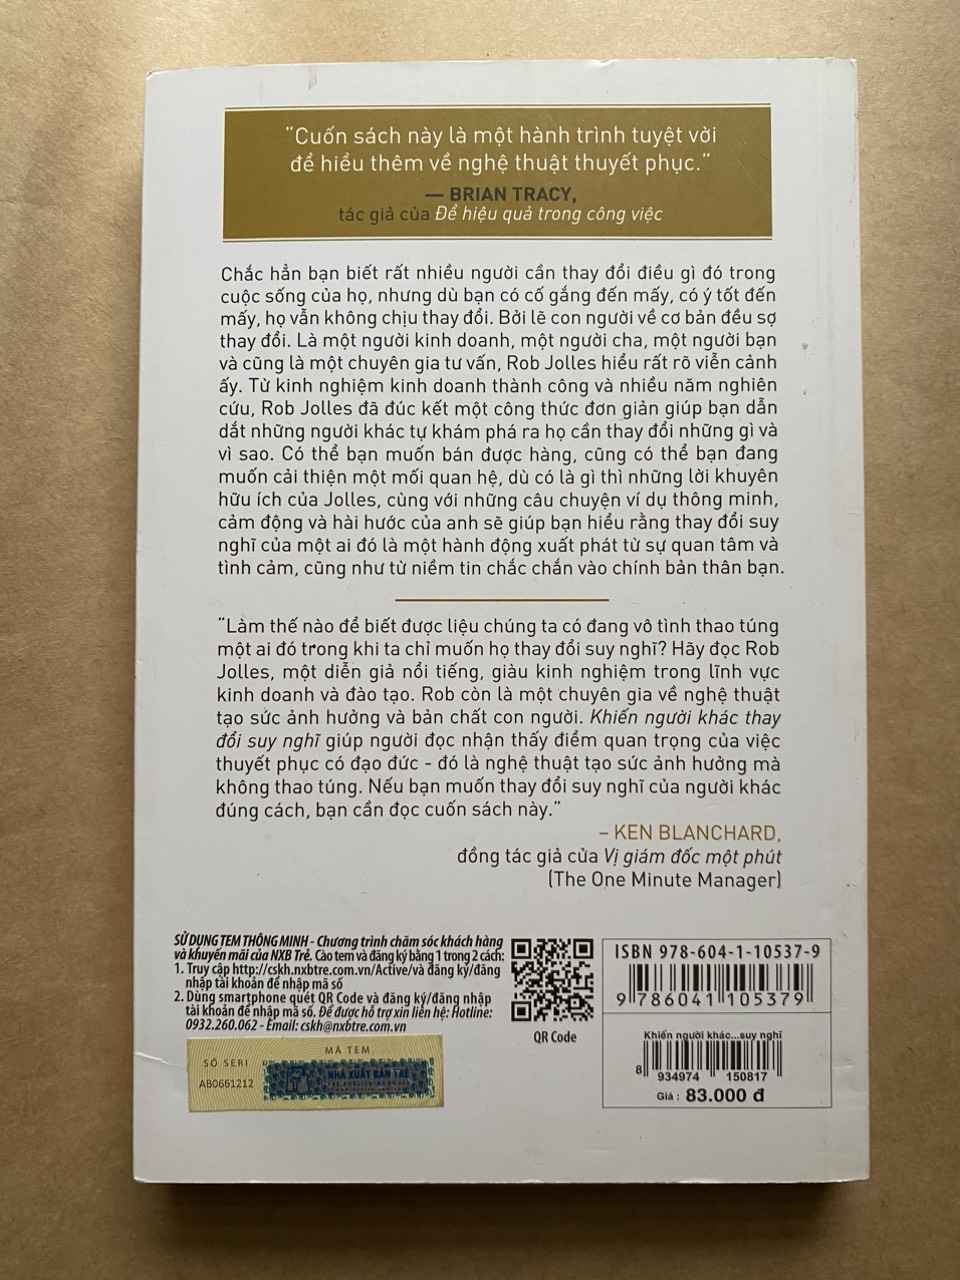 "Cuốn sách này là một hành trình tuyệt vời
để hiểu thêm về nghệ thuật thuyết phục."
— BRIAN TRACY,
tác giả của Để hiệu quả trong công việc
Chắc hẳn bạn biết rất nhiều người cần thay đổi điều gì đó trong
cuộc sống của họ, nhưng dù bạn có cố gắng đến mấy, có ý tốt đến
mấy, họ vẫn không chịu thay đổi. Bởi lẽ con người về cơ bản đều sợ
thay đổi. Là một người kinh doanh, một người cha, một người bạn
và cũng là một chuyên gia tư vấn, Rob Jolles hiểu rất rõ viễn cảnh
ấy. Từ kinh nghiệm kinh doanh thành công và nhiều năm nghiên
cứu, Rob Jolles đã đúc kết một công thức đơn giản giúp bạn dẫn
dắt những người khác tự khám phá ra họ cần thay đổi những gì và
vì sao. Có thể bạn muốn bán được hàng, cũng có thể bạn đang
muốn cải thiện một mối quan hệ, dù có là gì thì những lời khuyên
hữu ích của Jolles, cùng với những câu chuyện ví dụ thông minh,
cảm động và hài hước của anh sẽ giúp bạn hiểu rằng thay đổi suy
nghĩ của một ai đó là một hành động xuất phát từ sự quan tâm và
tình cảm, cũng như từ niềm tin chắc chắn vào chính bản thân bạn.
"Làm thế nào để biết được liệu chúng ta có đang vô tình thao túng
một ai đó trong khi ta chỉ muốn họ thay đổi suy nghĩ? Hãy đọc Rob
Jolles, một diễn giả nổi tiếng, giàu kinh nghiệm trong lĩnh vực
kinh doanh và đào tạo. Rob còn là một chuyên gia về nghệ thuật
tạo sức ảnh hưởng và bản chất con người. Khiến người khác thay
đổi suy nghĩ giúp người đọc nhận thấy điểm quan trọng của việc
thuyết phục có đạo đức - đó là nghệ thuật tạo sức ảnh hưởng mà
không thao túng. Nếu bạn muốn thay đổi suy nghĩ của người khác
đúng cách, bạn cần đọc cuốn sách này."
– KEN BLANCHARD,
đồng tác giả của Vị giám đốc một phút
(The One Minute Manager)
SỬ DỤNG TEM THÔNG MINH - Chương trình chăm sóc khách hàng
và khuyến mãi của NXB Trẻ. Cào tem và đăng ký bằng 1 trong 2 cách:
1. Truy cập http://cskh.nxbtre.com.vn/Active/và đăng ký/đăng
nhập tài khoản để nhập mã số
2. Dùng smartphone quét QR Code và đăng ký/đăng nhập
tài khoản để nhập mã số. Để được hỗ trợ xin liên hệ: Hotline:
0932.260.062 - Email: cskh@nxbtre.com.vn
QR Code
SỐ SERI
MÃ TEM
AB0661212
NHÀ XUẤT BẢN TRẺ
ISBN 978-604-1-10537-9
9 786041 105379
Khiến người khác...suy nghĩ
8 934974 150817
Giá : 83.000 đ